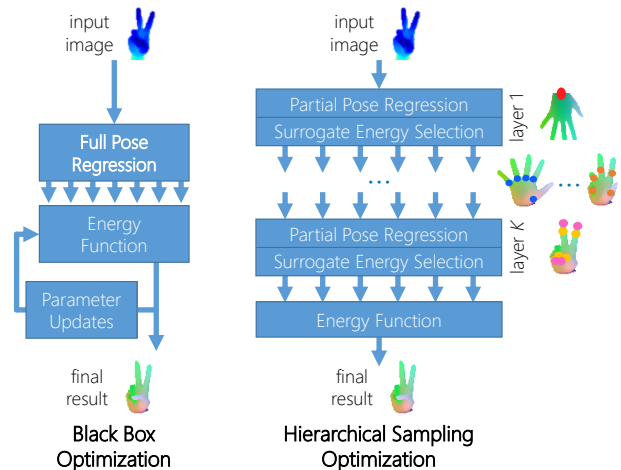 input
image
Full Pose
Regression
Energy
Function
Parameter
Updates
final
result
Black Box
Optimization
input
image
Partial Pose Regression
Surrogate Energy Selection
layer 1
...
...
Partial Pose Regression
Surrogate Energy Selection
layer K
Energy Function
final
result
Hierarchical Sampling
Optimization